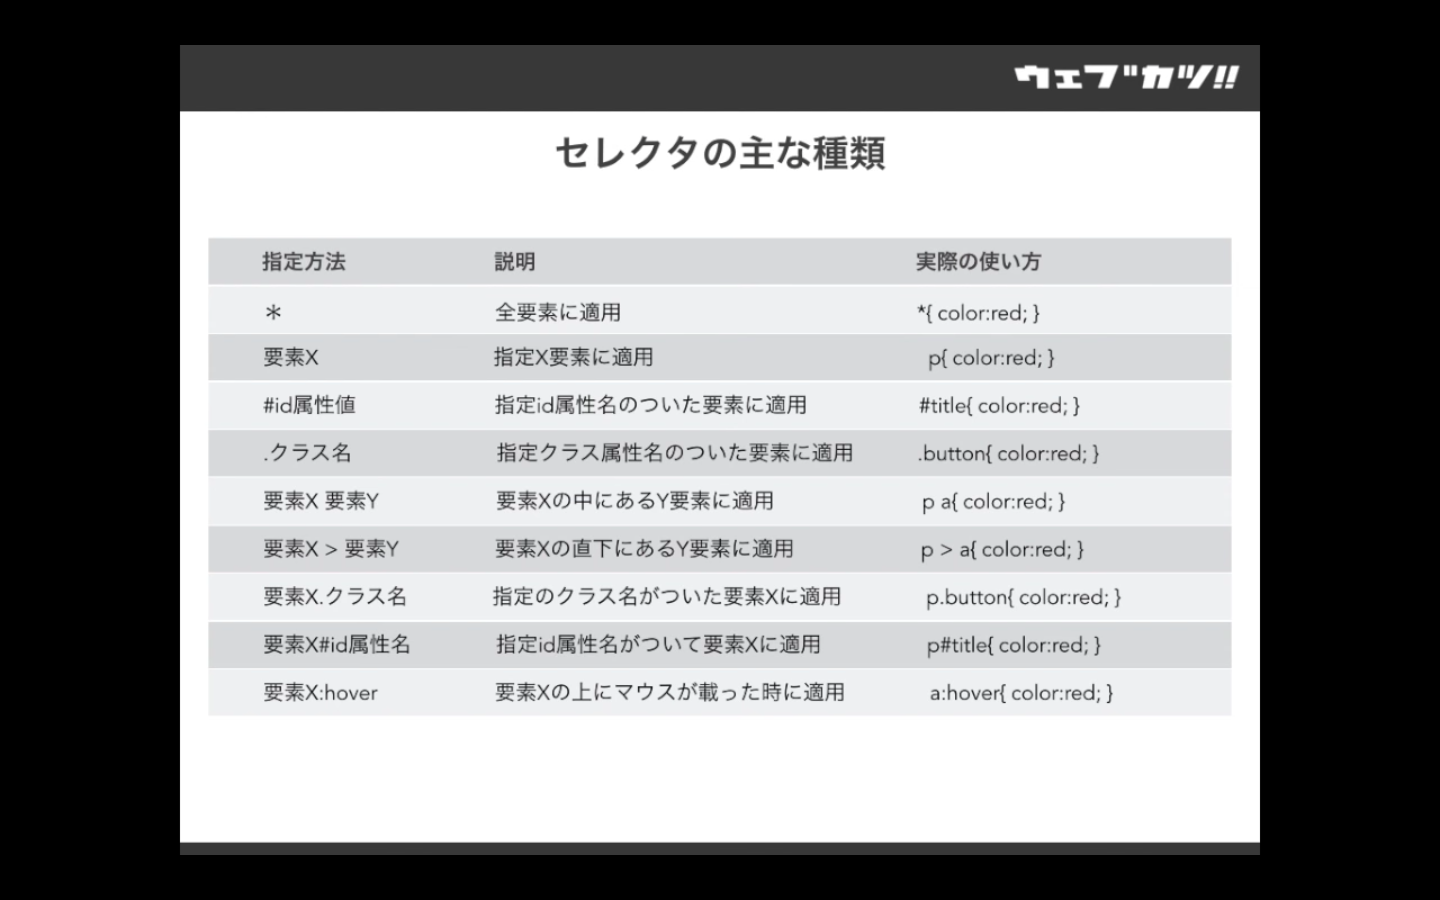 ウェブカツ!!
セレクタの主な種類
指定方法 説明 実際の使い方
＊ 全要素に適用 *{ color:red; }
要素X 指定X要素に適用 p{ color:red; }
#id属性値 指定id属性名のついた要素に適用 #title{ color:red; }
.クラス名 指定クラス属性名のついた要素に適用 .button{ color:red; }
要素X 要素Y 要素Xの中にあるY要素に適用 p a{ color:red; }
要素X > 要素Y 要素Xの直下にあるY要素に適用 p > a{ color:red; }
要素X.クラス名 指定のクラス名がついた要素Xに適用 p.button{ color:red; }
要素X#id属性名 指定id属性名がついて要素Xに適用 p#title{ color:red; }
要素X:hover 要素Xの上にマウスが載った時に適用 a:hover{ color:red; }